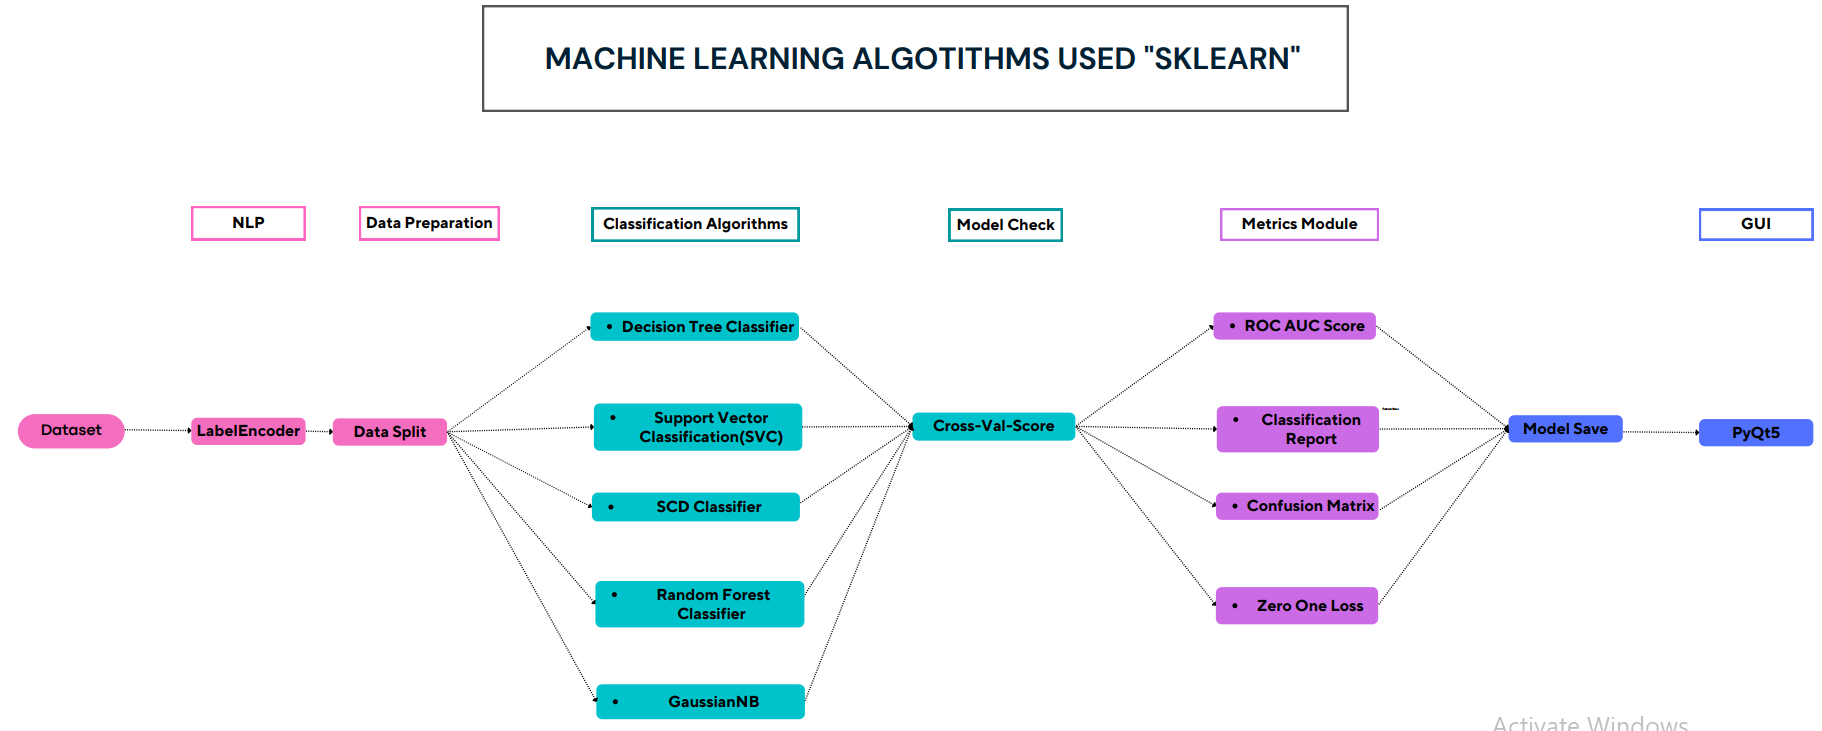 MACHINE LEARNING ALGOTITHMS USED "SKLEARN"
NLP
Data Preparation
Classification Algorithms
Model Check
Metrics Module
GUI
Dataset
LabelEncoder
Data Split
• Decision Tree Classifier
• Support Vector
Classification(SVC)
• SCD Classifier
• Random Forest
Classifier
• GaussianNB
Cross-Val-Score
• ROC AUC Score
• Classification
Report
• Confusion Matrix
• Zero One Loss
Model Save
PyQt5
Activate Windows